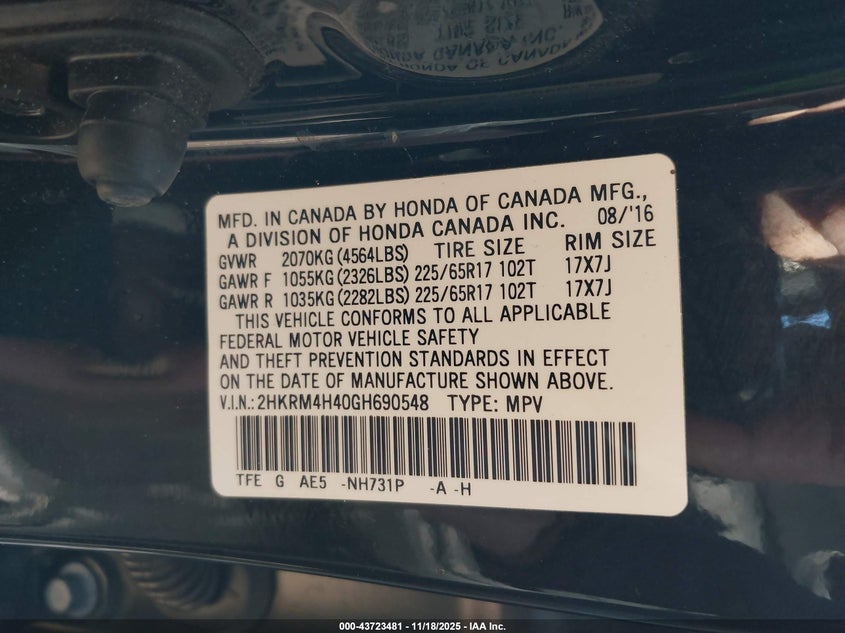 MFD. IN CANADA BY HONDA OF CANADA MFG.,
A DIVISION OF HONDA CANADA INC. 08/'16
GVWR 2070KG(4564LBS) TIRE SIZE RIM SIZE
GAWR F 1055KG(2326LBS) 225/65R17 102T 17X7J
GAWR R 1035KG(2282LBS) 225/65R17 102T 17X7J
THIS VEHICLE CONFORMS TO ALL APPLICABLE
FEDERAL MOTOR VEHICLE SAFETY
AND THEFT PREVENTION STANDARDS IN EFFECT
ON THE DATE OF MANUFACTURE SHOWN ABOVE.
V.I.N.: 2HKRM4H40GH690548 TYPE: MPV
TFE G AE5 -NH731P -A -H
000-43723481 - 11/18/2025 - IAA Inc.